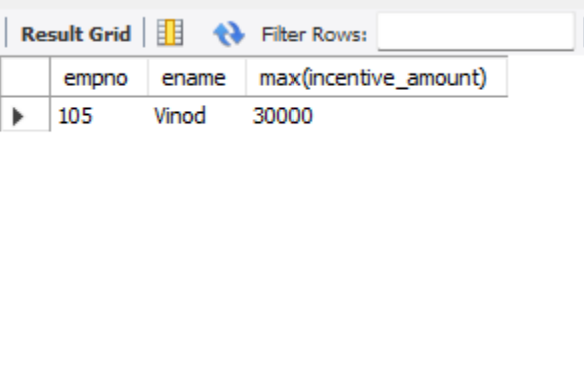 Result Grid Filter Rows:
empno ename max(incentive_amount)
105 Vinod 30000